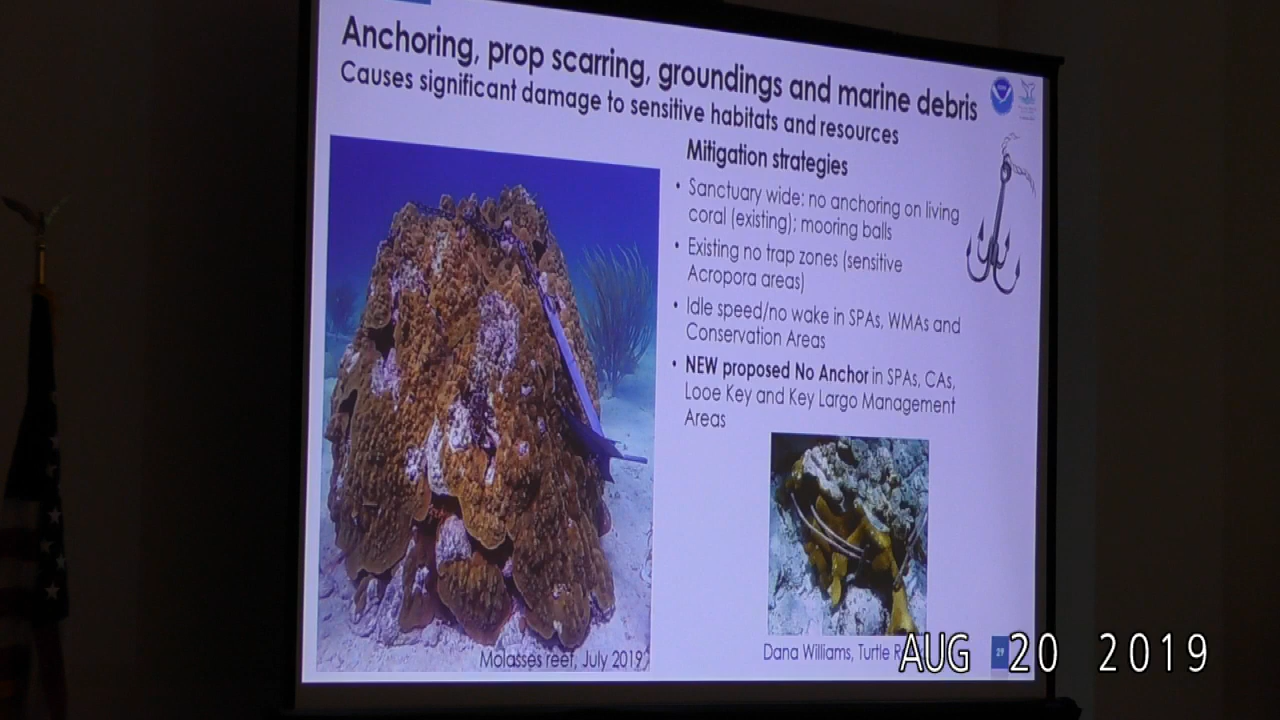 Anchoring, prop scarring, groundings and marine debris
Causes significant damage to sensitive habitats and resources
Mitigation strategies
• Sanctuary wide: no anchoring on living
coral (existing); mooring balls
• Existing no trap zones (sensitive
Acropora areas)
• Idle speed/no wake in SPAs, WMAs and
Conservation Areas
• NEW proposed No Anchor in SPAs, CAs,
Looe Key and Key Largo Management
Areas
Molasses reef, July 2019
Dana Williams, Turtle
29
AUG 20 2019